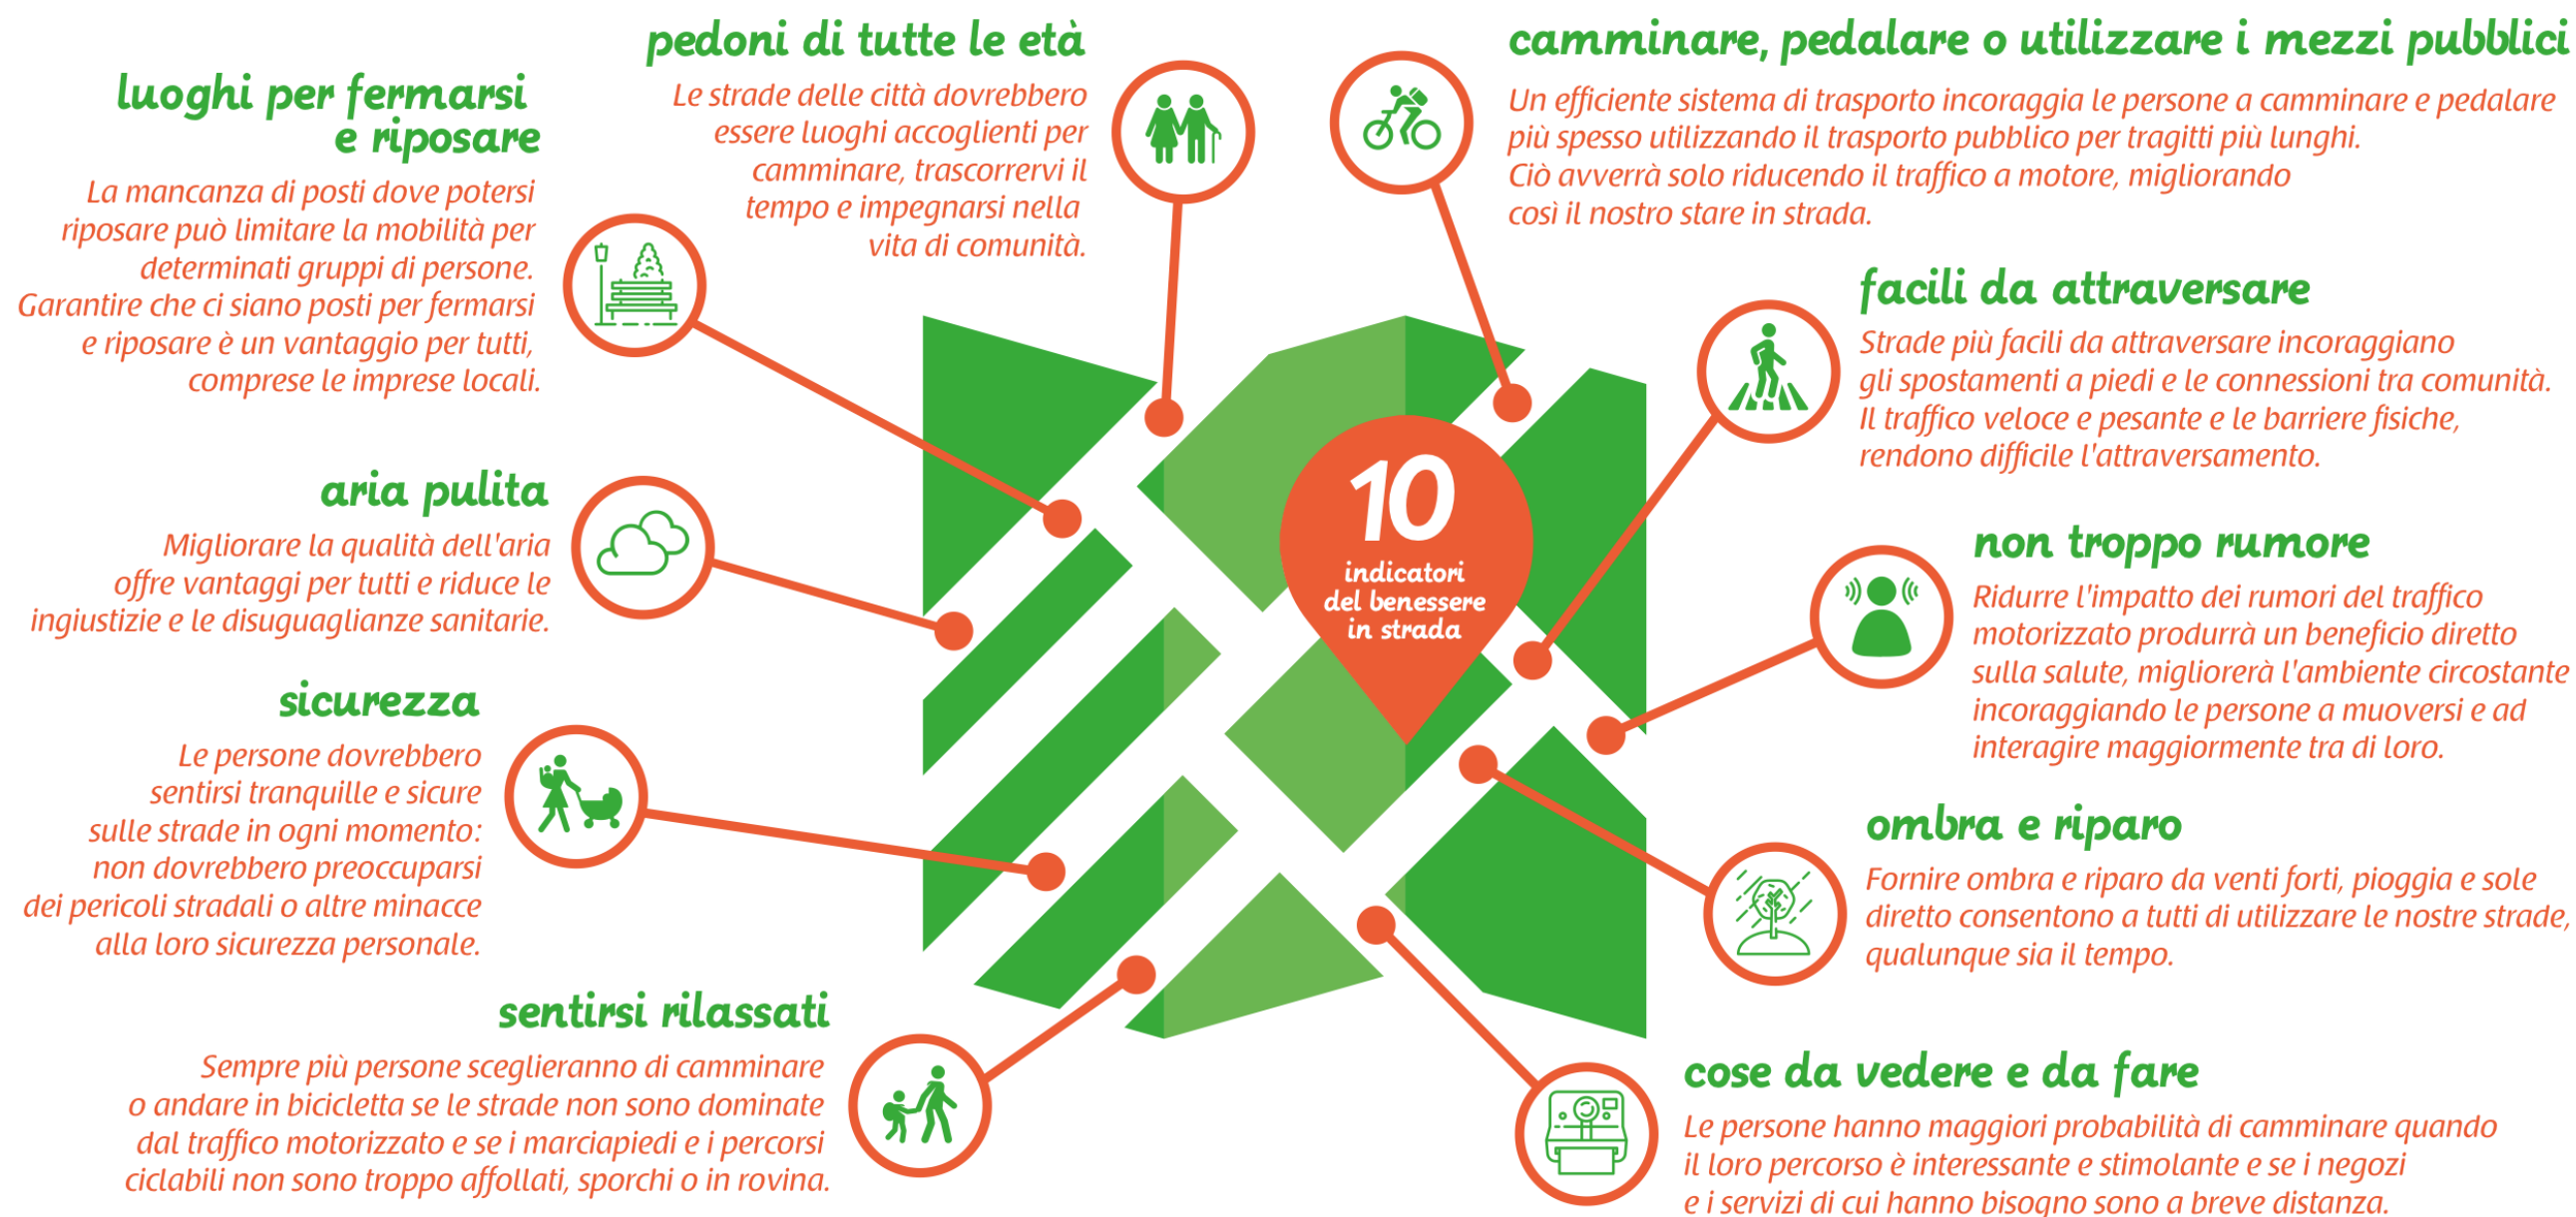 pedoni di tutte le età
Le strade delle città dovrebbero
essere luoghi accoglienti per
camminare, trascorrervi il
tempo e impegnarsi nella
vita di comunità.
camminare, pedalare o utilizzare i mezzi pubblici
Un efficiente sistema di trasporto incoraggia le persone a camminare e pedalare
più spesso utilizzando il trasporto pubblico per tragitti più lunghi.
Ciò avverrà solo riducendo il traffico a motore, migliorando
così il nostro stare in strada.
luoghi per fermarsi
e riposare
La mancanza di posti dove potersi
riposare può limitare la mobilità per
determinati gruppi di persone.
Garantire che ci siano posti per fermarsi
e riposare è un vantaggio per tutti,
comprese le imprese locali.
facili da attraversare
Strade più facili da attraversare incoraggiano
gli spostamenti a piedi e le connessioni tra comunità.
Il traffico veloce e pesante e le barriere fisiche,
rendono difficile l'attraversamento.
10
indicatori
del benessere
in strada
aria pulita
Migliorare la qualità dell'aria
offre vantaggi per tutti e riduce le
ingiustizie e le disuguaglianze sanitarie.
non troppo rumore
Ridurre l'impatto dei rumori del traffico
motorizzato produrrà un beneficio diretto
sulla salute, migliorerà l'ambiente circostante
incoraggiando le persone a muoversi e ad
interagire maggiormente tra di loro.
sicurezza
Le persone dovrebbero
sentirsi tranquille e sicure
sulle strade in ogni momento:
non dovrebbero preoccuparsi
dei pericoli stradali o altre minacce
alla loro sicurezza personale.
ombra e riparo
Fornire ombra e riparo da venti forti, pioggia e sole
diretto consentono a tutti di utilizzare le nostre strade,
qualunque sia il tempo.
sentirsi rilassati
Sempre più persone sceglieranno di camminare
o andare in bicicletta se le strade non sono dominate
dal traffico motorizzato e se i marciapiedi e i percorsi
ciclabili non sono troppo affollati, sporchi o in rovina.
cose da vedere e da fare
Le persone hanno maggiori probabilità di camminare quando
il loro percorso è interessante e stimolante e se i negozi
e i servizi di cui hanno bisogno sono a breve distanza.